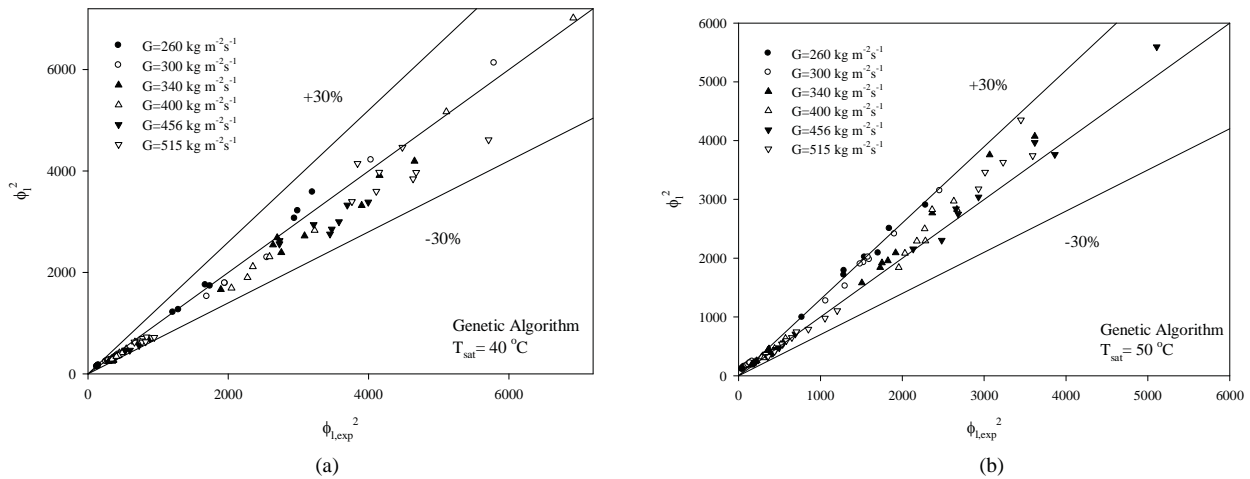 G=260 kg m⁻²s⁻¹
G=300 kg m⁻²s⁻¹
G=340 kg m⁻²s⁻¹
G=400 kg m⁻²s⁻¹
G=456 kg m⁻²s⁻¹
G=515 kg m⁻²s⁻¹
+30%
-30%
Genetic Algorithm
T_sat= 40 °C
6000
4000
2000
0
ϕ_l²
0 2000 4000 6000
ϕ_l,exp²
(a)
G=260 kg m⁻²s⁻¹
G=300 kg m⁻²s⁻¹
G=340 kg m⁻²s⁻¹
G=400 kg m⁻²s⁻¹
G=456 kg m⁻²s⁻¹
G=515 kg m⁻²s⁻¹
+30%
-30%
Genetic Algorithm
T_sat= 50 °C
6000
5000
4000
3000
2000
1000
0
ϕ_l²
0 1000 2000 3000 4000 5000 6000
ϕ_l,exp²
(b)